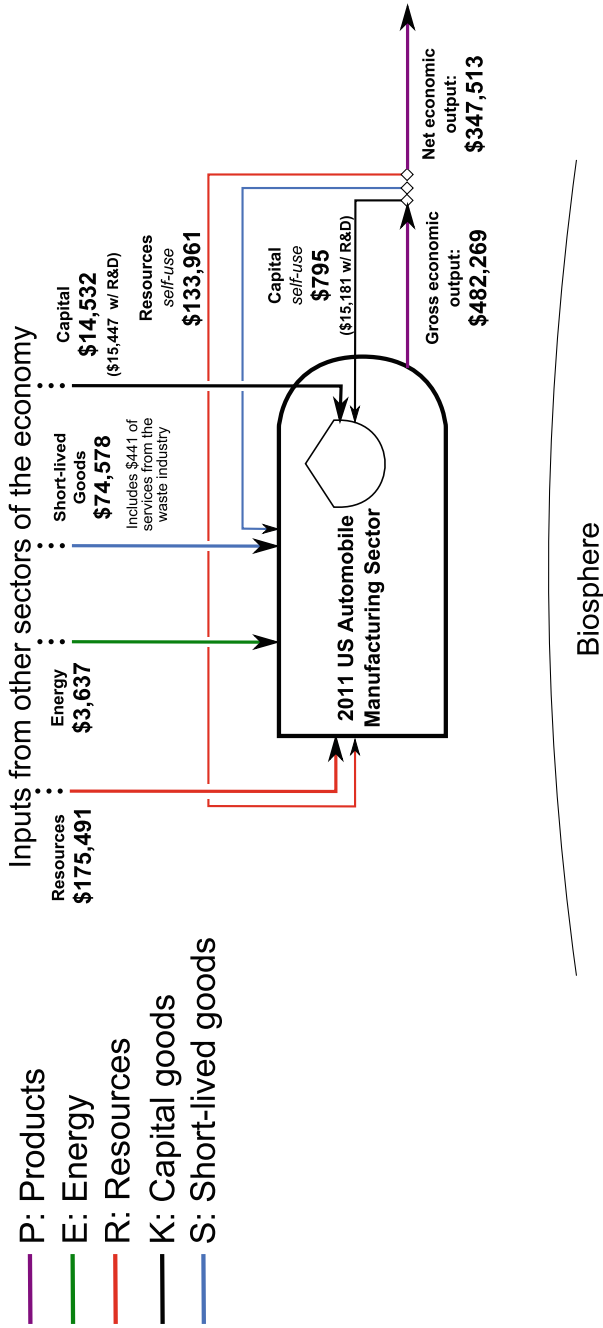 P: Products
E: Energy
R: Resources
K: Capital goods
S: Short-lived goods
Inputs from other sectors of the economy
Resources
$175,491
Energy
$3,637
Short-lived
Goods
$74,578
Includes $441 of
services from the
waste industry
Capital
$14,532
($15,447 w/ R&D)
Resources
self-use
$133,961
Capital
self-use
$795
($15,181 w/ R&D)
2011 US Automobile
Manufacturing Sector
Gross economic
output:
$482,269
Net economic
output:
$347,513
Biosphere